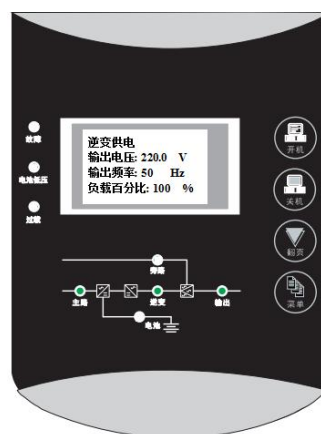 逆变供电
输出电压: 220.0 V
输出频率: 50 Hz
负载百分比: 100 %
故障
电池低压
过载
开机
关机
翻页
菜单
旁路
主路
逆变
输出
电池